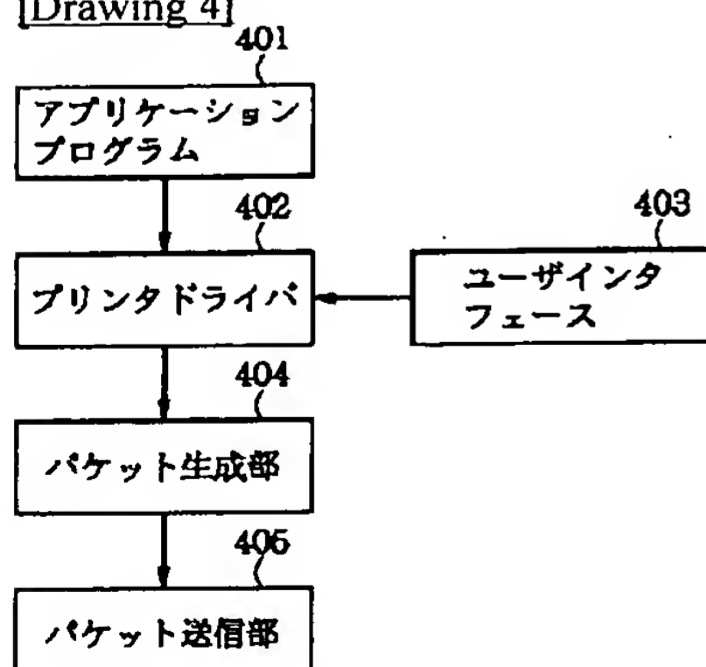 [Drawing 4]
401
アプリケーション
プログラム
402
403
プリンタドライバ
ユーザインタ
フェース
404
パケット生成部
405
パケット送信部